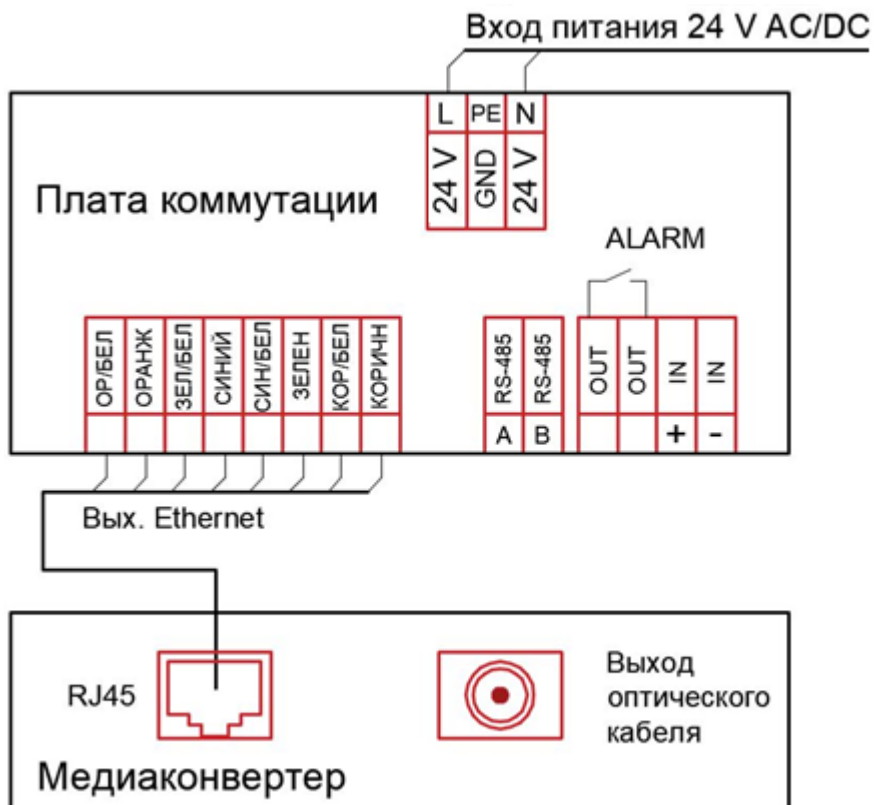 Вход питания 24 V AC/DC
L PE N
24 V GND 24 V
Плата коммутации
ALARM
ОР/БЕЛ ОРАНЖ ЗЕЛ/БЕЛ СИНИЙ СИН/БЕЛ ЗЕЛЕН КОР/БЕЛ КОРИЧН
RS-485 RS-485 OUT OUT IN IN
A B + -
Вых. Ethernet
RJ45
Выход
оптического
кабеля
Медиаконвертер